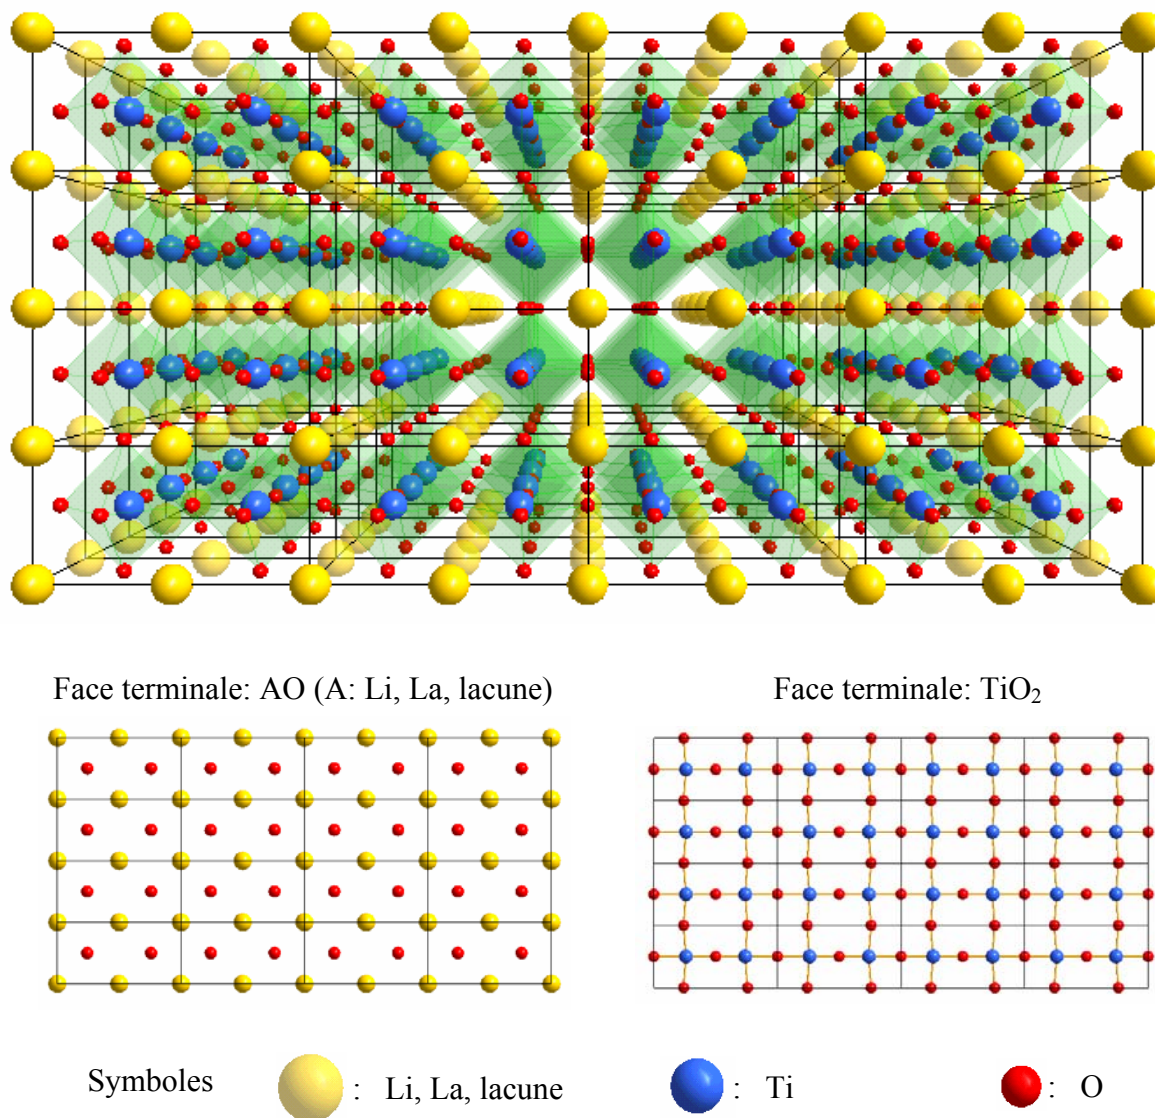 Face terminale: AO (A: Li, La, lacune)
Face terminale: TiO₂
Symboles
: Li, La, lacune
: Ti
: O